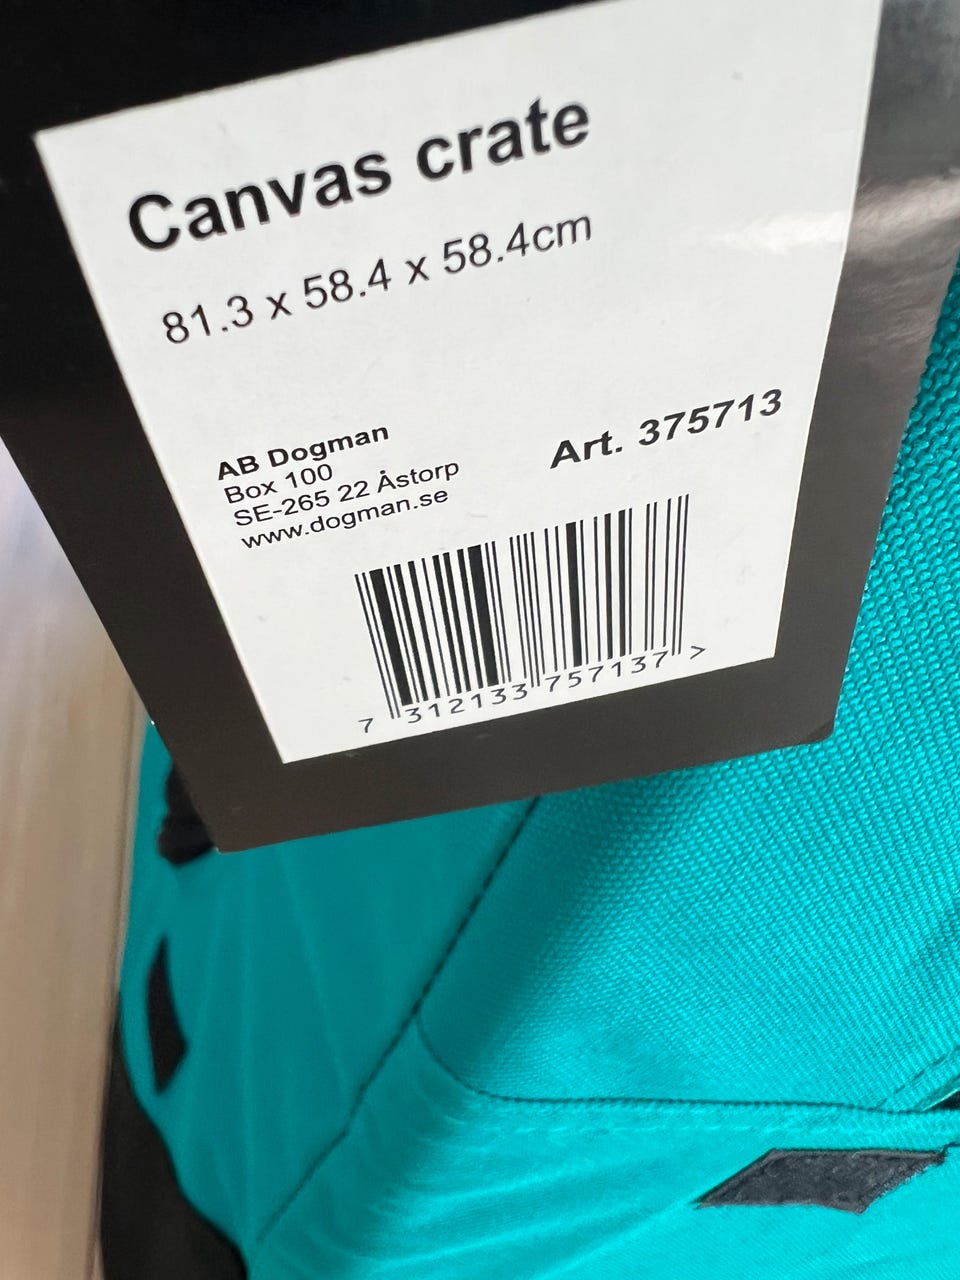 Canvas crate
81.3 x 58.4 x 58.4cm
AB Dogman
Box 100
SE-265 22 Åstorp
www.dogman.se
Art. 375713
7 312133 757137 >